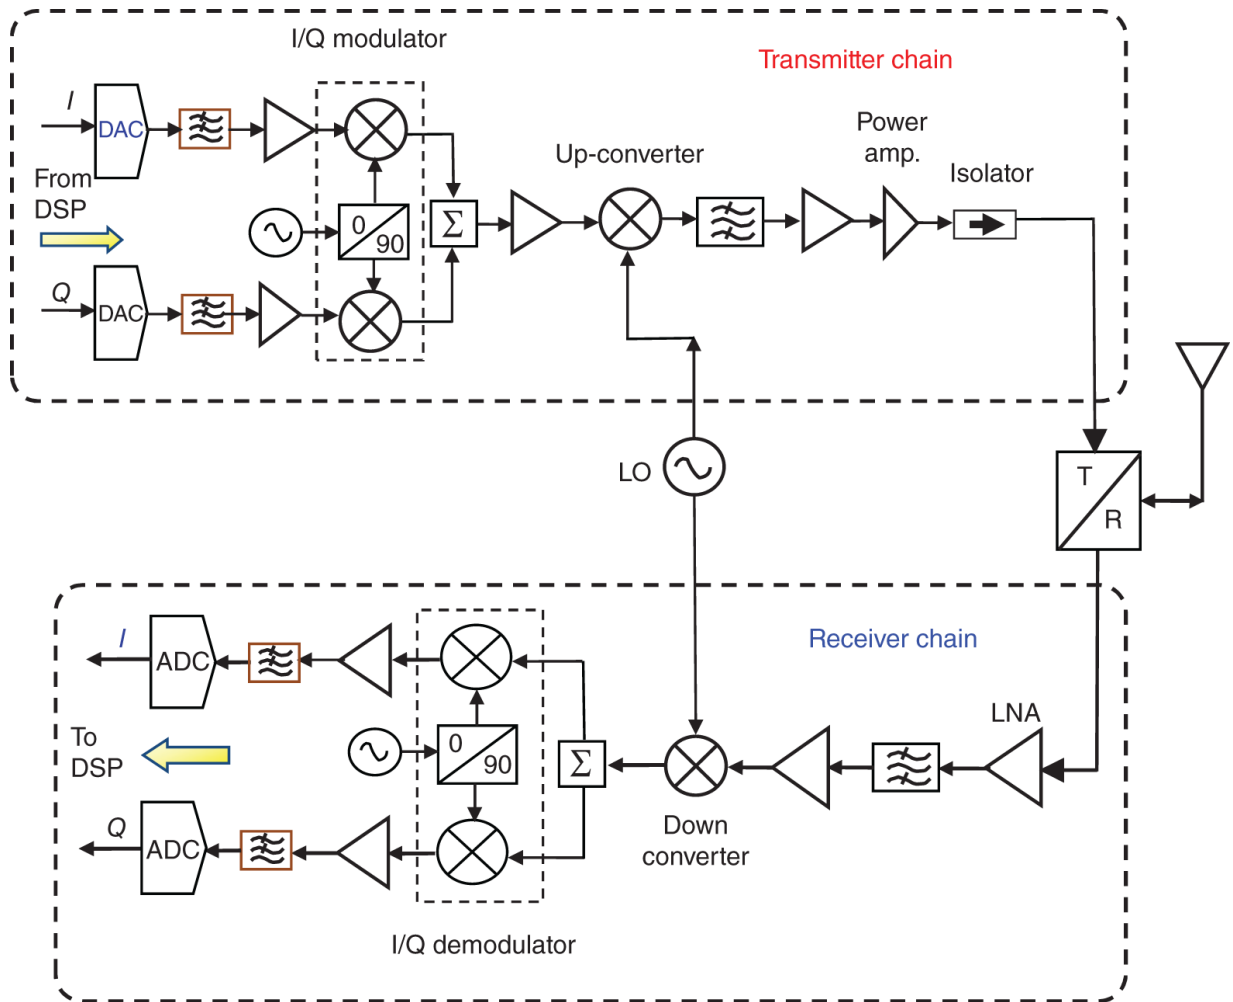 I/Q modulator
Transmitter chain
I
DAC
Power
amp.
Up-converter
Isolator
From
DSP
0
90
Σ
Q
DAC
LO
T
R
I
ADC
Receiver chain
LNA
To
DSP
0
90
Σ
Down
converter
Q
ADC
I/Q demodulator